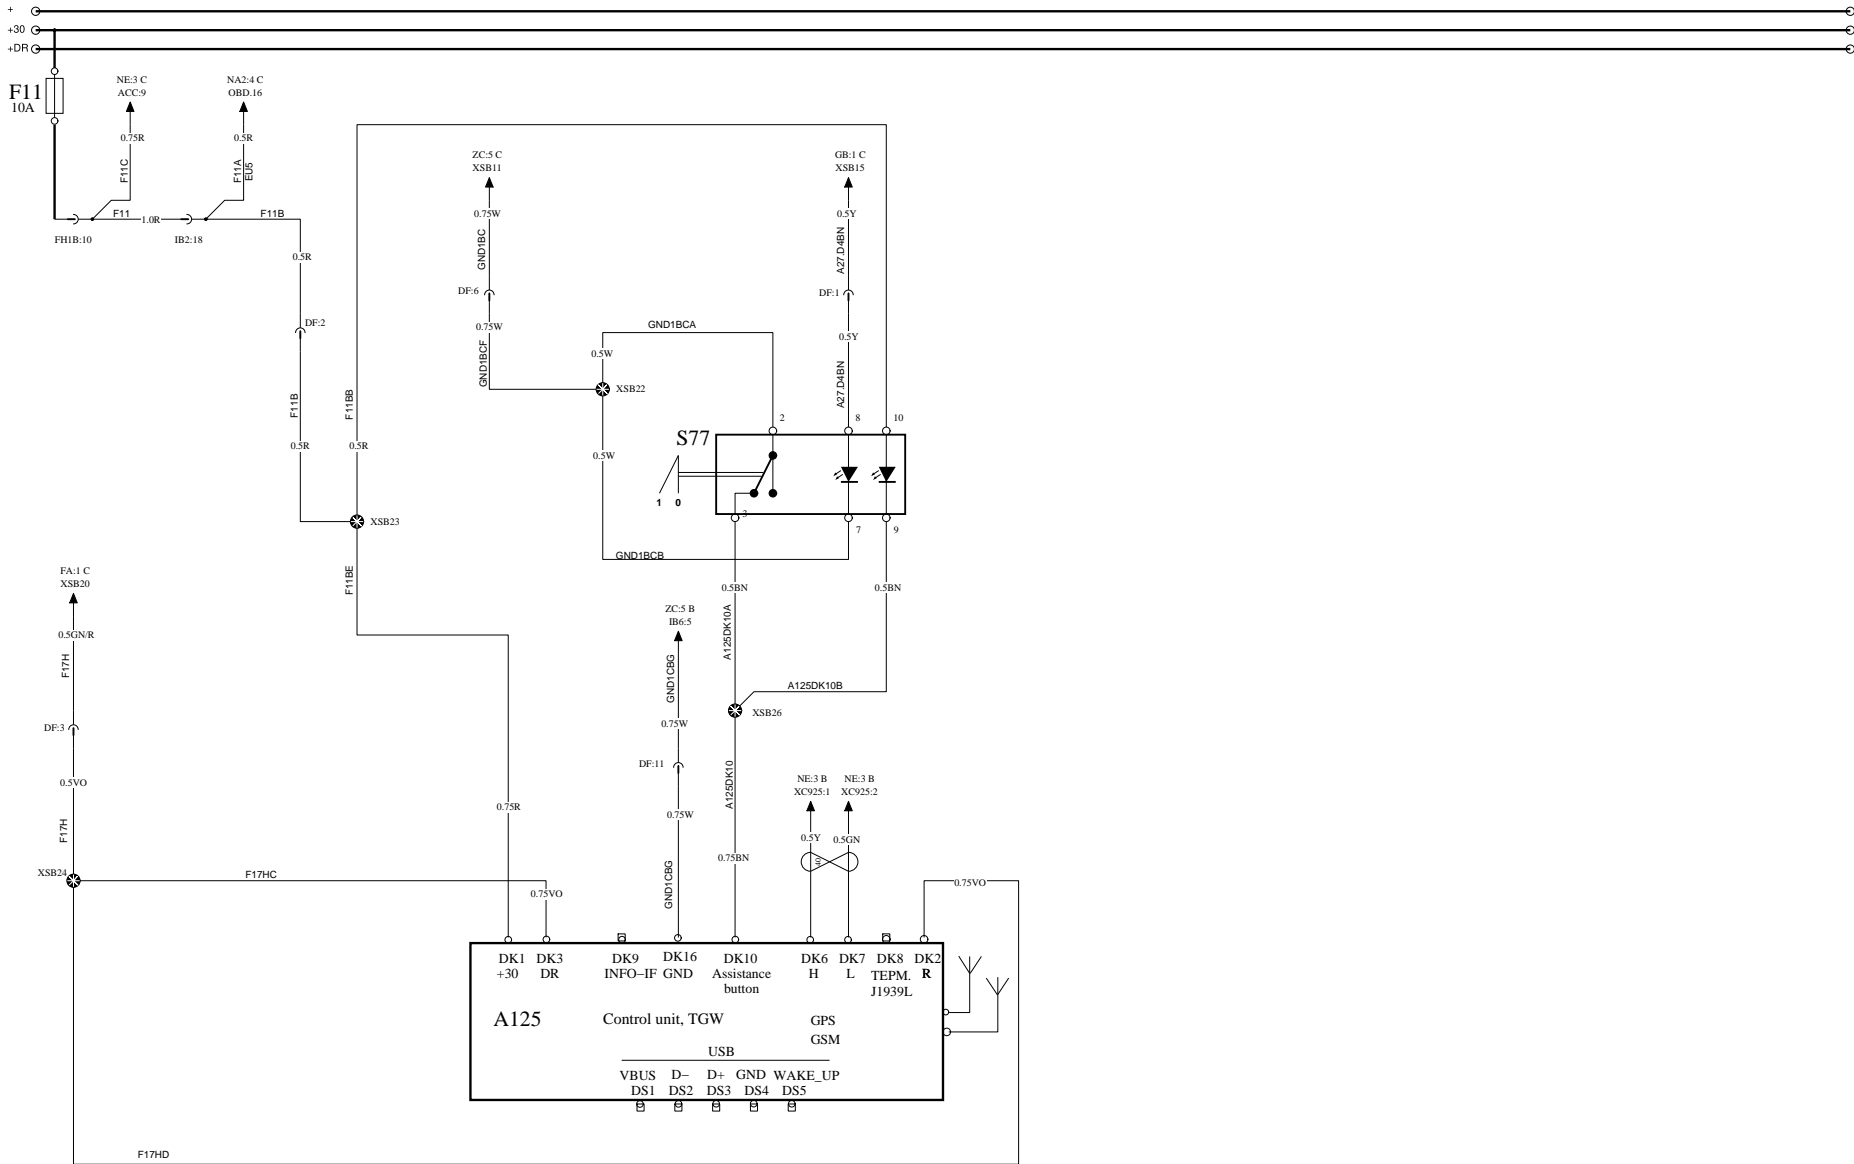 +
+30
+DR
F11
10A
NE:3 C
ACC:9
NA2:4 C
OBD.16
0.75R
0.5R
F11C
F11A
EU5
F11
1.0R
F11B
FH1B:10
IB2:18
0.5R
DF:2
F11B
0.5R
F11BB
0.5R
XSB23
F11BE
ZC:5 C
XSB11
0.75W
GND1BC
DF:6
0.75W
GND1BCF
GND1BCA
0.5W
XSB22
0.5W
GB:1 C
XSB15
0.5Y
A27.D4BN
DF:1
0.5Y
A27.D4BN
2
8
10
S77
1 0
3
7
9
GND1BCB
0.5BN
0.5BN
A125DK10A
A125DK10B
XSB26
A125DK10
0.75BN
FA:1 C
XSB20
0.5GN/R
F17H
DF:3
0.5VO
F17H
XSB24
F17HC
0.75VO
0.75R
ZC:5 B
IB6:5
GND1CBG
0.75W
DF:11
0.75W
GND1CBG
NE:3 B
XC925:1
NE:3 B
XC925:2
0.5Y
0.5GN
40
0.75VO
DK1
+30
DK3
DR
DK9
INFO−IF
DK16
GND
DK10
Assistance
button
DK6
H
DK7
L
DK8
TEPM.
J1939L
DK2
R
A125
Control unit, TGW
GPS
GSM
USB
VBUS D− D+ GND WAKE_UP
DS1 DS2 DS3 DS4 DS5
F17HD